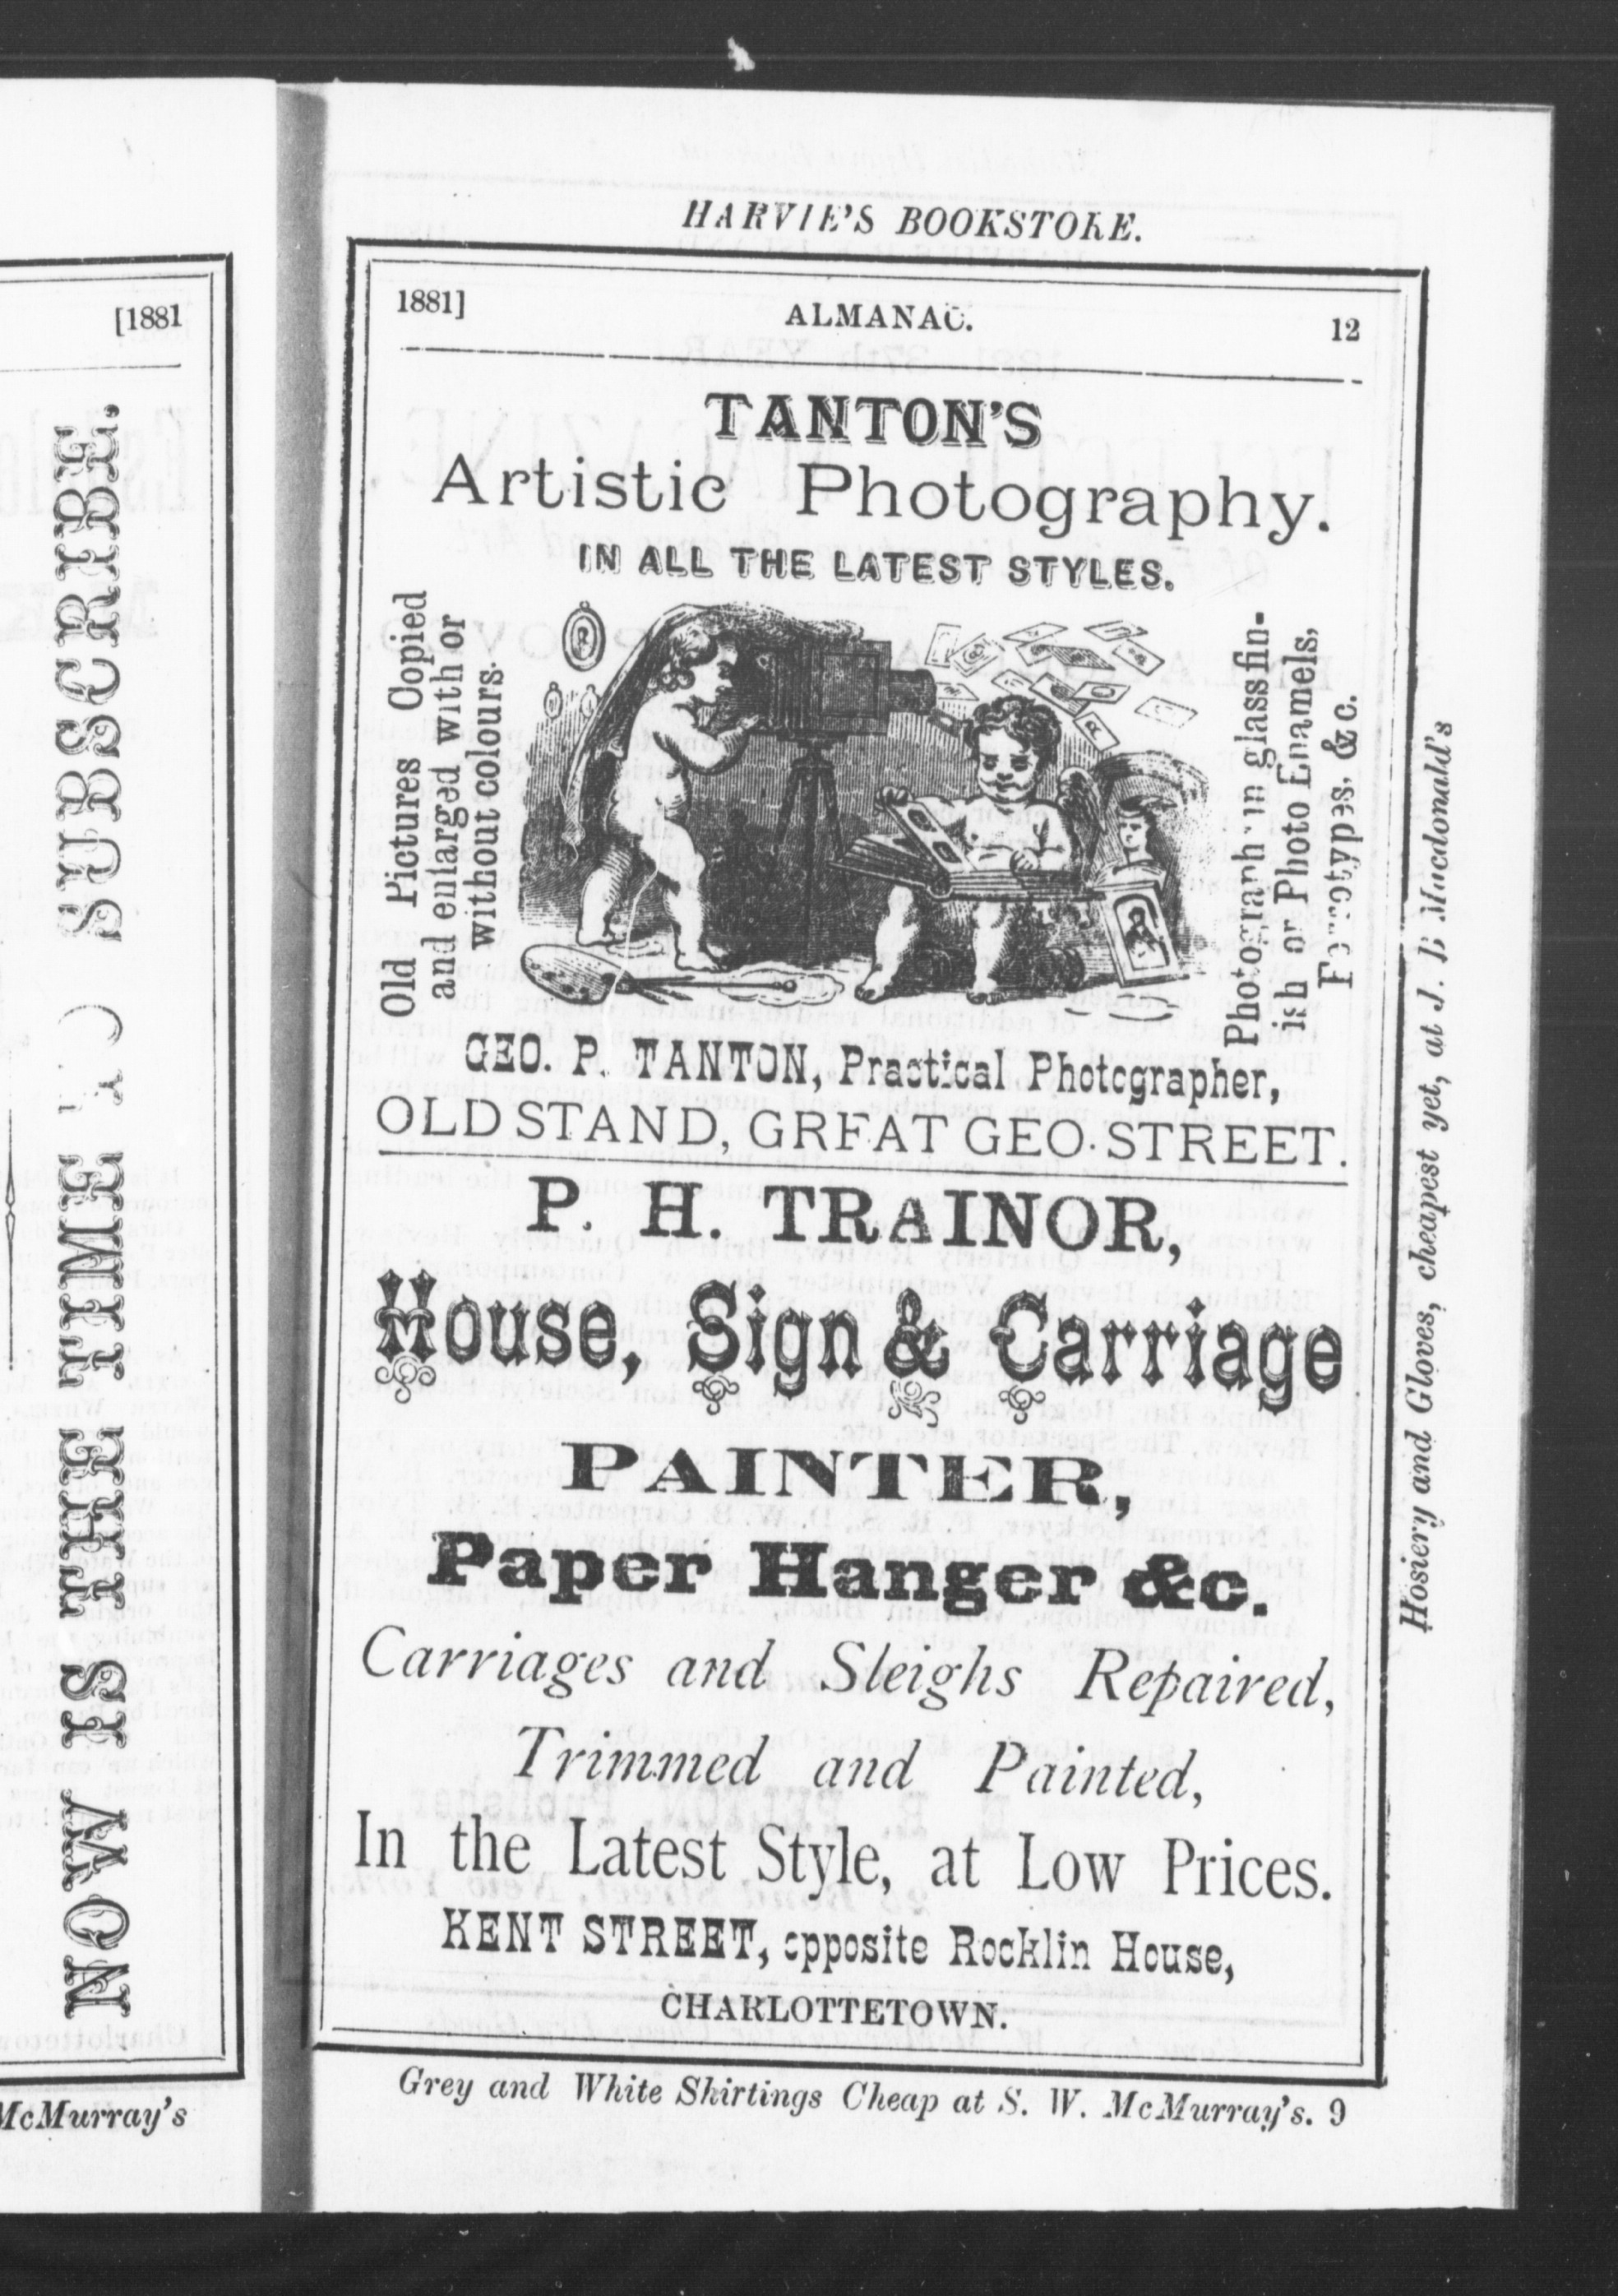 [1881
NOW IS THE TIME TO SUBSCRIBE.
McMurray's
HARVIE'S BOOKSTORE.
1881] ALMANAC. 12
TANTON'S
Artistic Photography.
IN ALL THE LATEST STYLES.
Old Pictures Copied
and enlarged with or
without colours.
Photograph in glass fin-
ish or Photo Enamels,
Ferrotypes, &c.
GEO. P. TANTON, Practical Photographer,
OLD STAND, GREAT GEO. STREET.
P. H. TRAINOR,
House, Sign & Carriage
PAINTER,
Paper Hanger &c.
Carriages and Sleighs Repaired,
Trimmed and Painted,
In the Latest Style, at Low Prices.
KENT STREET, opposite Rocklin House,
CHARLOTTETOWN.
Grey and White Shirtings Cheap at S. W. McMurray's. 9
Hosiery and Gloves, cheapest yet, at J. B Macdonald's